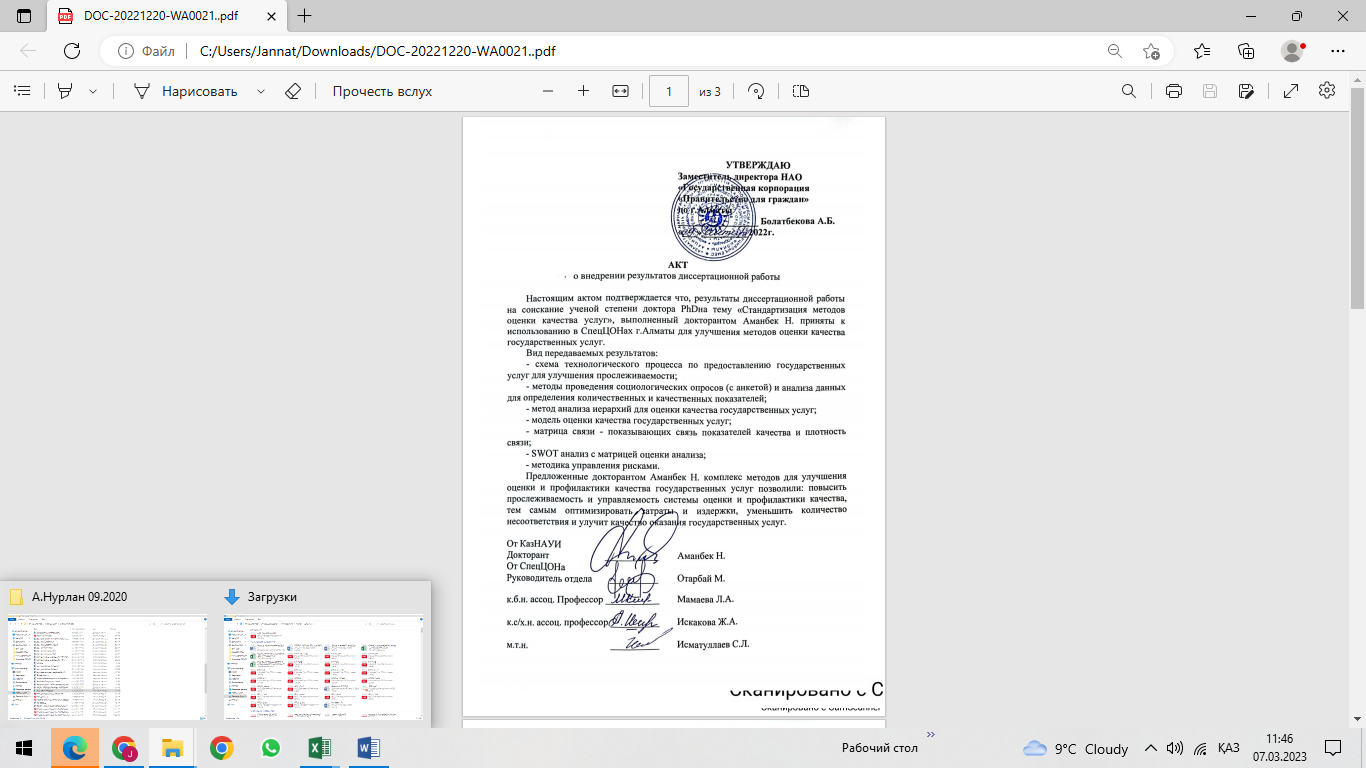 DOC-20221220-WA0021..pdf
Файл C:/Users/Jannat/Downloads/DOC-20221220-WA0021..pdf
Нарисовать Прочесть вслух 1 из 3
УТВЕРЖДАЮ
Заместитель директора НАО
«Государственная корпорация
«Правительство для граждан»
по г.Алматы
Болатбекова А.Б.
2022г.
АКТ
о внедрении результатов диссертационной работы
Настоящим актом подтверждается что, результаты диссертационной работы
на соискание ученой степени доктора PhDна тему «Стандартизация методов
оценки качества услуг», выполненный докторантом Аманбек Н. приняты к
использованию в СпецЦОНах г.Алматы для улучшения методов оценки качества
государственных услуг.
Вид передаваемых результатов:
- схема технологического процесса по предоставлению государственных
услуг для улучшения прослеживаемости;
- методы проведения социологических опросов (с анкетой) и анализа данных
для определения количественных и качественных показателей;
- метод анализа иерархий для оценки качества государственных услуг;
- модель оценки качества государственных услуг;
- матрица связи - показывающих связь показателей качества и плотность
связи;
- SWOT анализ с матрицей оценки анализа;
- методика управления рисками.
Предложенные докторантом Аманбек Н. комплекс методов для улучшения
оценки и профилактики качества государственных услуг позволили: повысить
прослеживаемость и управляемость системы оценки и профилактики качества,
тем самым оптимизировать затраты и издержки, уменьшить количество
несоответствия и улучит качество оказания государственных услуг.
От КазНАУИ
Докторант Аманбек Н.
От СпецЦОНа
Руководитель отдела Отарбай М.
к.б.н. ассоц. Профессор Мамаева Л.А.
к.с/х.н. ассоц. профессор Искакова Ж.А.
м.т.н. Исматуллаев С.Л.
Сканировано с C
Сканировано с CamScanner
А.Нурлан 09.2020 Загрузки
Рабочий стол 9°C Cloudy ҚАЗ 11:46
07.03.2023